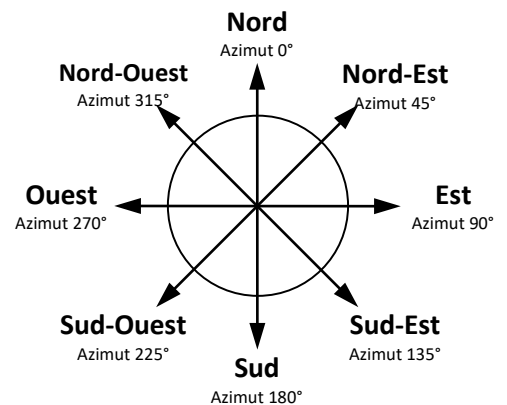 Nord
Azimut 0°
Nord-Ouest
Azimut 315°
Nord-Est
Azimut 45°
Ouest
Azimut 270°
Est
Azimut 90°
Sud-Ouest
Azimut 225°
Sud-Est
Azimut 135°
Sud
Azimut 180°